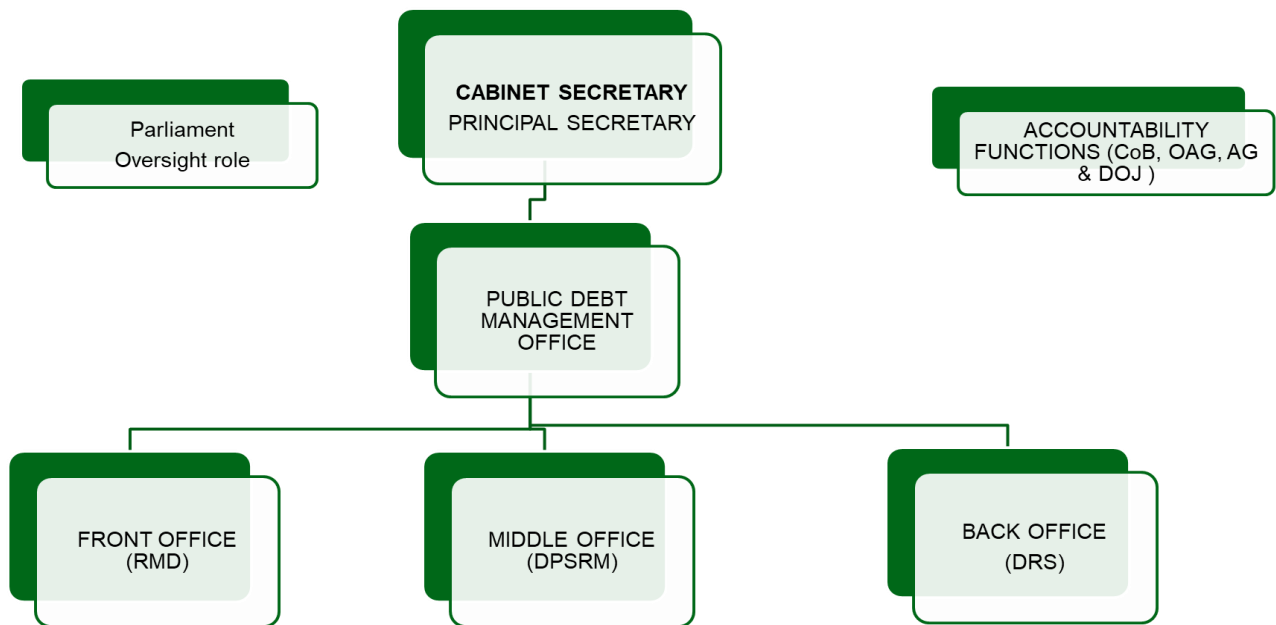 CABINET SECRETARY
PRINCIPAL SECRETARY
Parliament
Oversight role
ACCOUNTABILITY
FUNCTIONS (CoB, OAG, AG
& DOJ )
PUBLIC DEBT
MANAGEMENT
OFFICE
FRONT OFFICE
(RMD)
MIDDLE OFFICE
(DPSRM)
BACK OFFICE
(DRS)